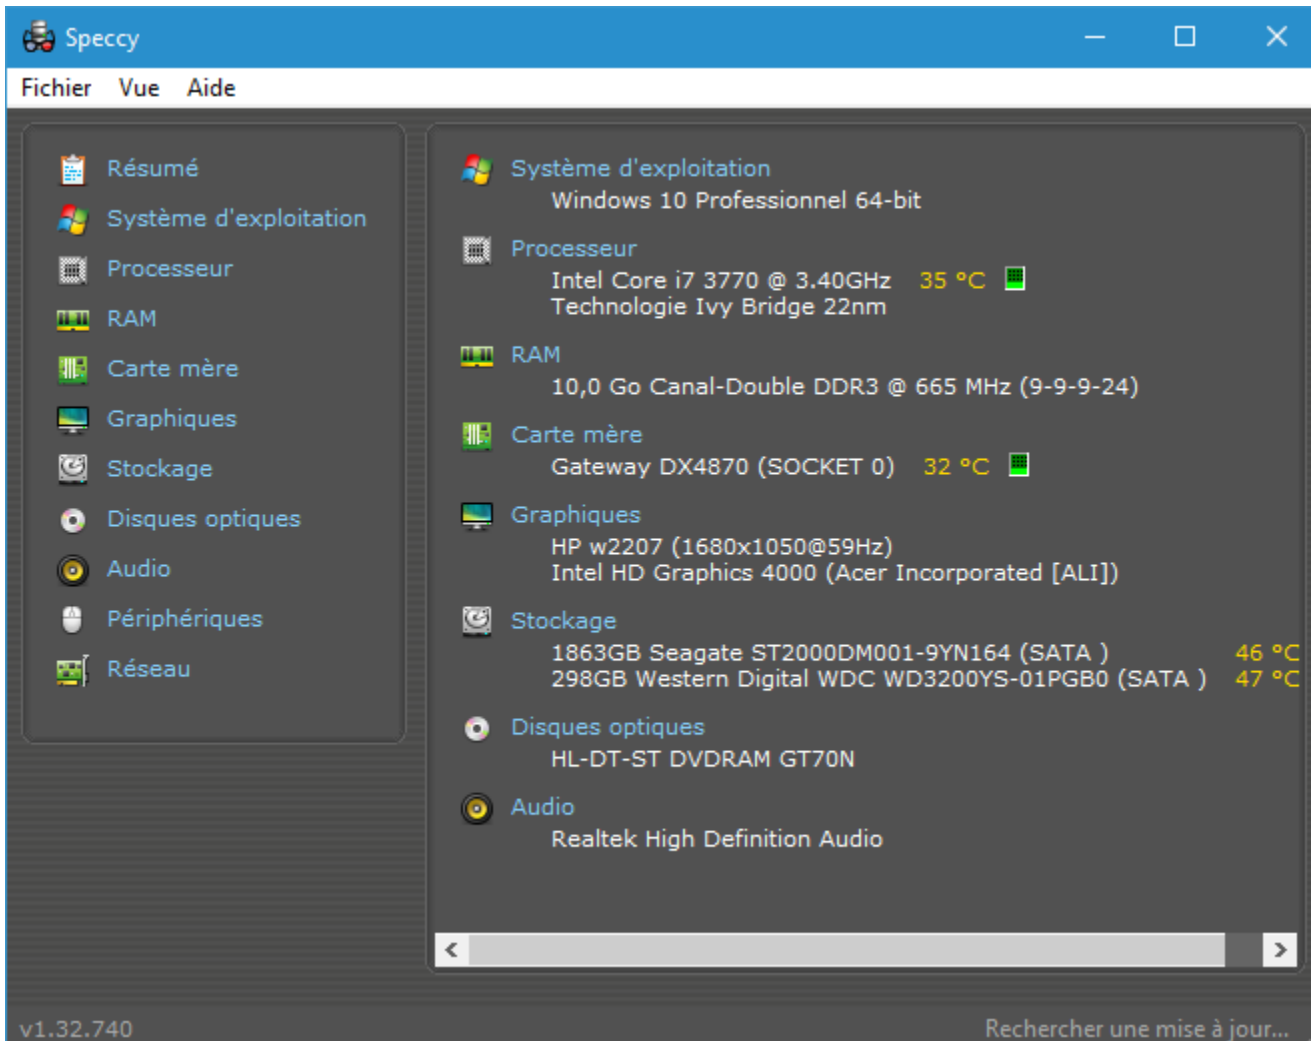 Speccy
Fichier Vue Aide
Résumé
Système d'exploitation
Processeur
RAM
Carte mère
Graphiques
Stockage
Disques optiques
Audio
Périphériques
Réseau
Système d'exploitation
Windows 10 Professionnel 64-bit
Processeur
Intel Core i7 3770 @ 3.40GHz 35 °C
Technologie Ivy Bridge 22nm
RAM
10,0 Go Canal-Double DDR3 @ 665 MHz (9-9-9-24)
Carte mère
Gateway DX4870 (SOCKET 0) 32 °C
Graphiques
HP w2207 (1680x1050@59Hz)
Intel HD Graphics 4000 (Acer Incorporated [ALI])
Stockage
1863GB Seagate ST2000DM001-9YN164 (SATA ) 46 °C
298GB Western Digital WDC WD3200YS-01PGB0 (SATA ) 47 °C
Disques optiques
HL-DT-ST DVDRAM GT70N
Audio
Realtek High Definition Audio
v1.32.740
Rechercher une mise à jour...